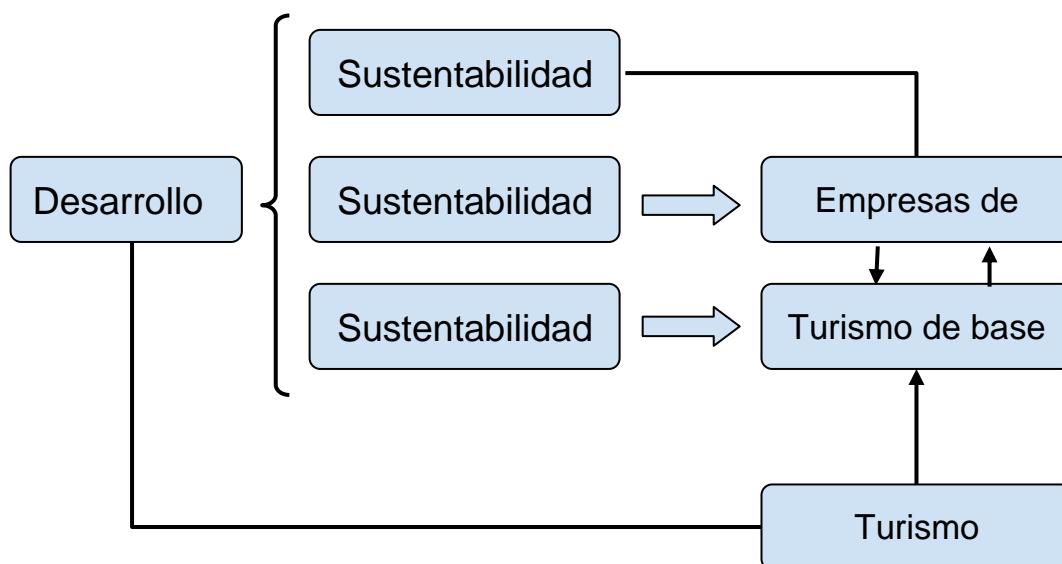 Sustentabilidad
Desarrollo
Sustentabilidad
Empresas de
Sustentabilidad
Turismo de base
Turismo